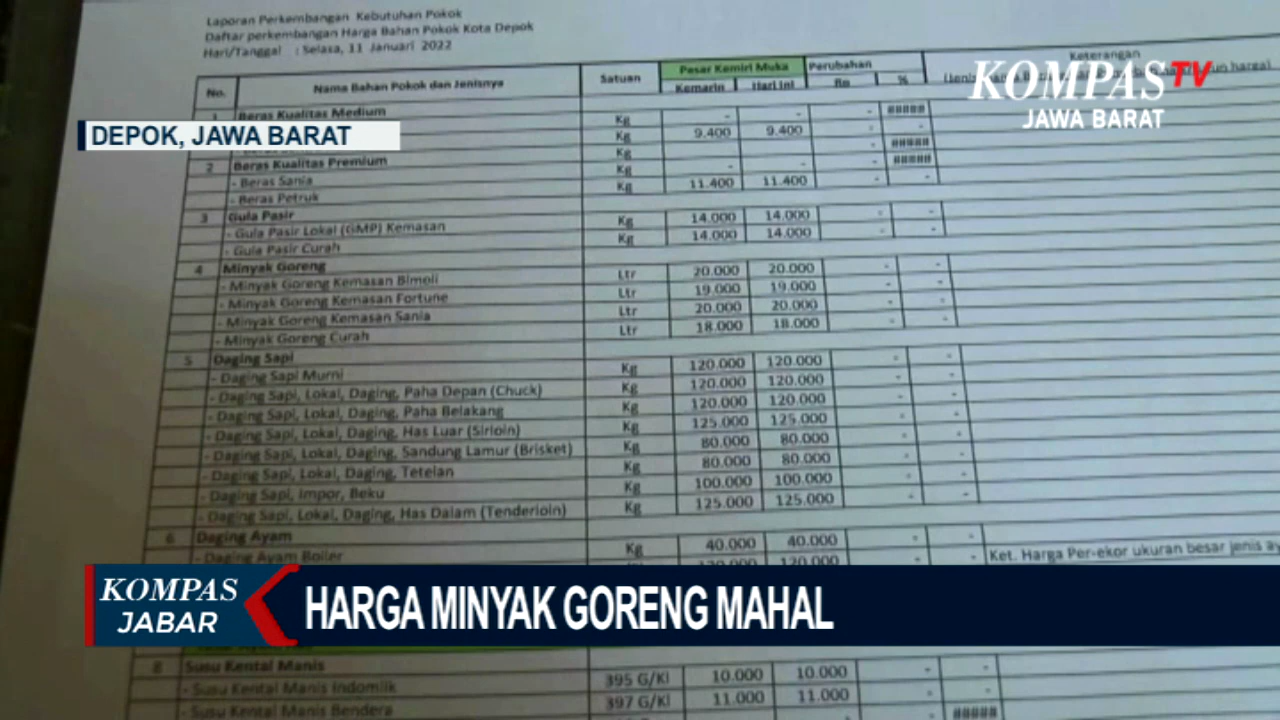 Laporan Perkembangan Kebutuhan Pokok
Daftar perkembangan Harga Bahan Pokok Kota Depok
Hari/Tanggal : Selasa, 11 Januari 2022
No. Nama Bahan Pokok dan Jenisnya Satuan Pesar Kemiri Muka Perubahan Keterangan
Kemarin Hari Ini Rp %
KOMPAS TV
JAWA BARAT
DEPOK, JAWA BARAT
1 Beras Kualitas Medium
Kg - - - #####
Kg 9.400 9.400 - -
Kg #####
2 Beras Kualitas Premium
Kg - - - #####
- Beras Sania Kg 11.400 11.400 - -
- Beras Petruk
3 Gula Pasir
- Gula Pasir Lokal (GMP) Kemasan Kg 14.000 14.000 - -
- Gula Pasir Curah Kg 14.000 14.000 - -
4 Minyak Goreng
- Minyak Goreng Kemasan Bimoli Ltr 20.000 20.000 - -
- Minyak Goreng Kemasan Fortune Ltr 19.000 19.000 - -
- Minyak Goreng Kemasan Sania Ltr 20.000 20.000 - -
- Minyak Goreng Curah Ltr 18.000 18.000 - -
5 Daging Sapi
- Daging Sapi Murni Kg 120.000 120.000 - -
- Daging Sapi, Lokal, Daging, Paha Depan (Chuck) Kg 120.000 120.000 - -
- Daging Sapi, Lokal, Daging, Paha Belakang Kg 120.000 120.000 - -
- Daging Sapi, Lokal, Daging, Has Luar (Sirloin) Kg 125.000 125.000 - -
- Daging Sapi, Lokal, Daging, Sandung Lamur (Brisket) Kg 80.000 80.000 - -
- Daging Sapi, Lokal, Daging, Tetelan Kg 80.000 80.000 - -
- Daging Sapi, Impor, Beku Kg 100.000 100.000 - -
- Daging Sapi, Lokal, Daging, Has Dalam (Tenderloin) Kg 125.000 125.000 - -
6 Daging Ayam
- Daging Ayam Boiler Kg 40.000 40.000 - -
120.000 - - Ket. Harga Per-ekor ukuran besar jenis
KOMPAS
JABAR
HARGA MINYAK GORENG MAHAL
8 Susu Kental Manis
- Susu Kental Manis Indomilk 395 G/Kl 10.000 10.000 - -
- Susu Kental Manis Bendera 397 G/Kl 11.000 11.000 - -
#####